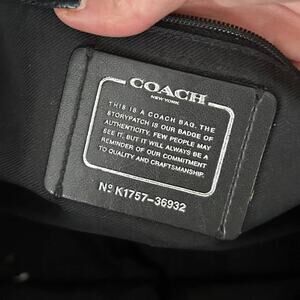 COACH
NEW YORK
THIS IS A COACH BAG. THE
STORYPATCH IS OUR BADGE OF
AUTHENTICITY. FEW PEOPLE MAY
SEE IT, BUT IT WILL ALWAYS BE A
REMINDER OF OUR COMMITMENT
TO QUALITY AND CRAFTSMANSHIP.
Nº K1757-36932